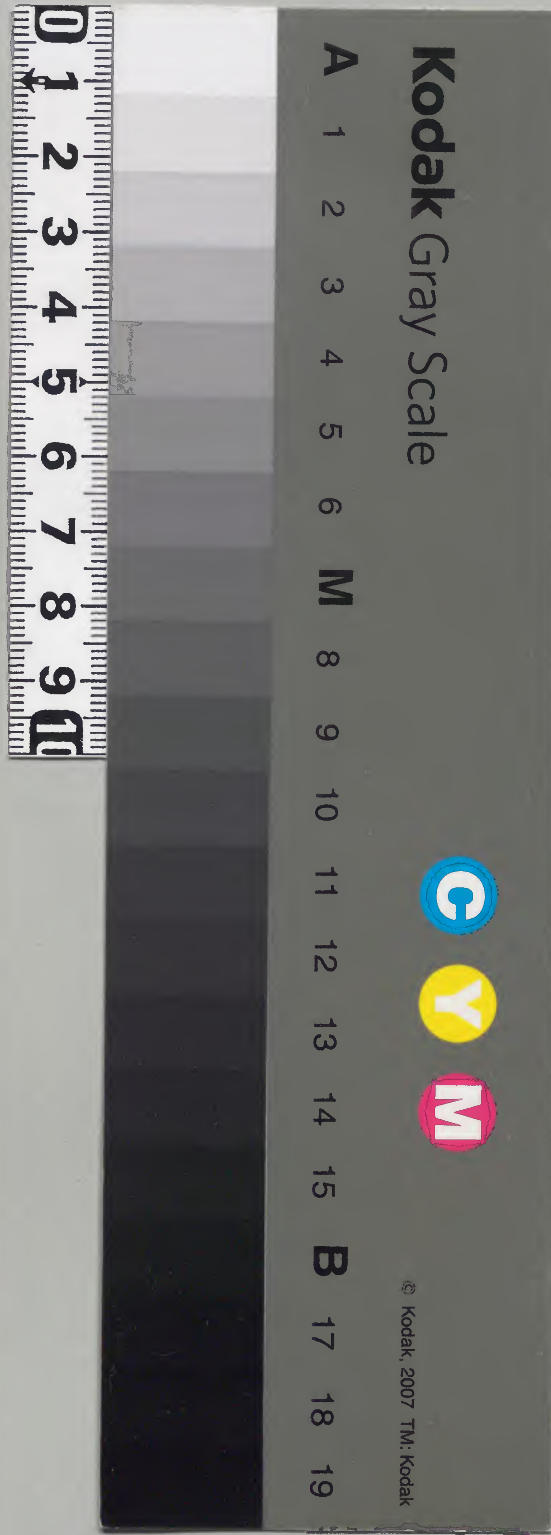 Kodak Gray Scale
C Y M
© Kodak, 2007 TM: Kodak
A 1 2 3 4 5 6 M 8 9 10 11 12 13 14 15 B 17 18 19
0 1 2 3 4 5 6 7 8 9 10